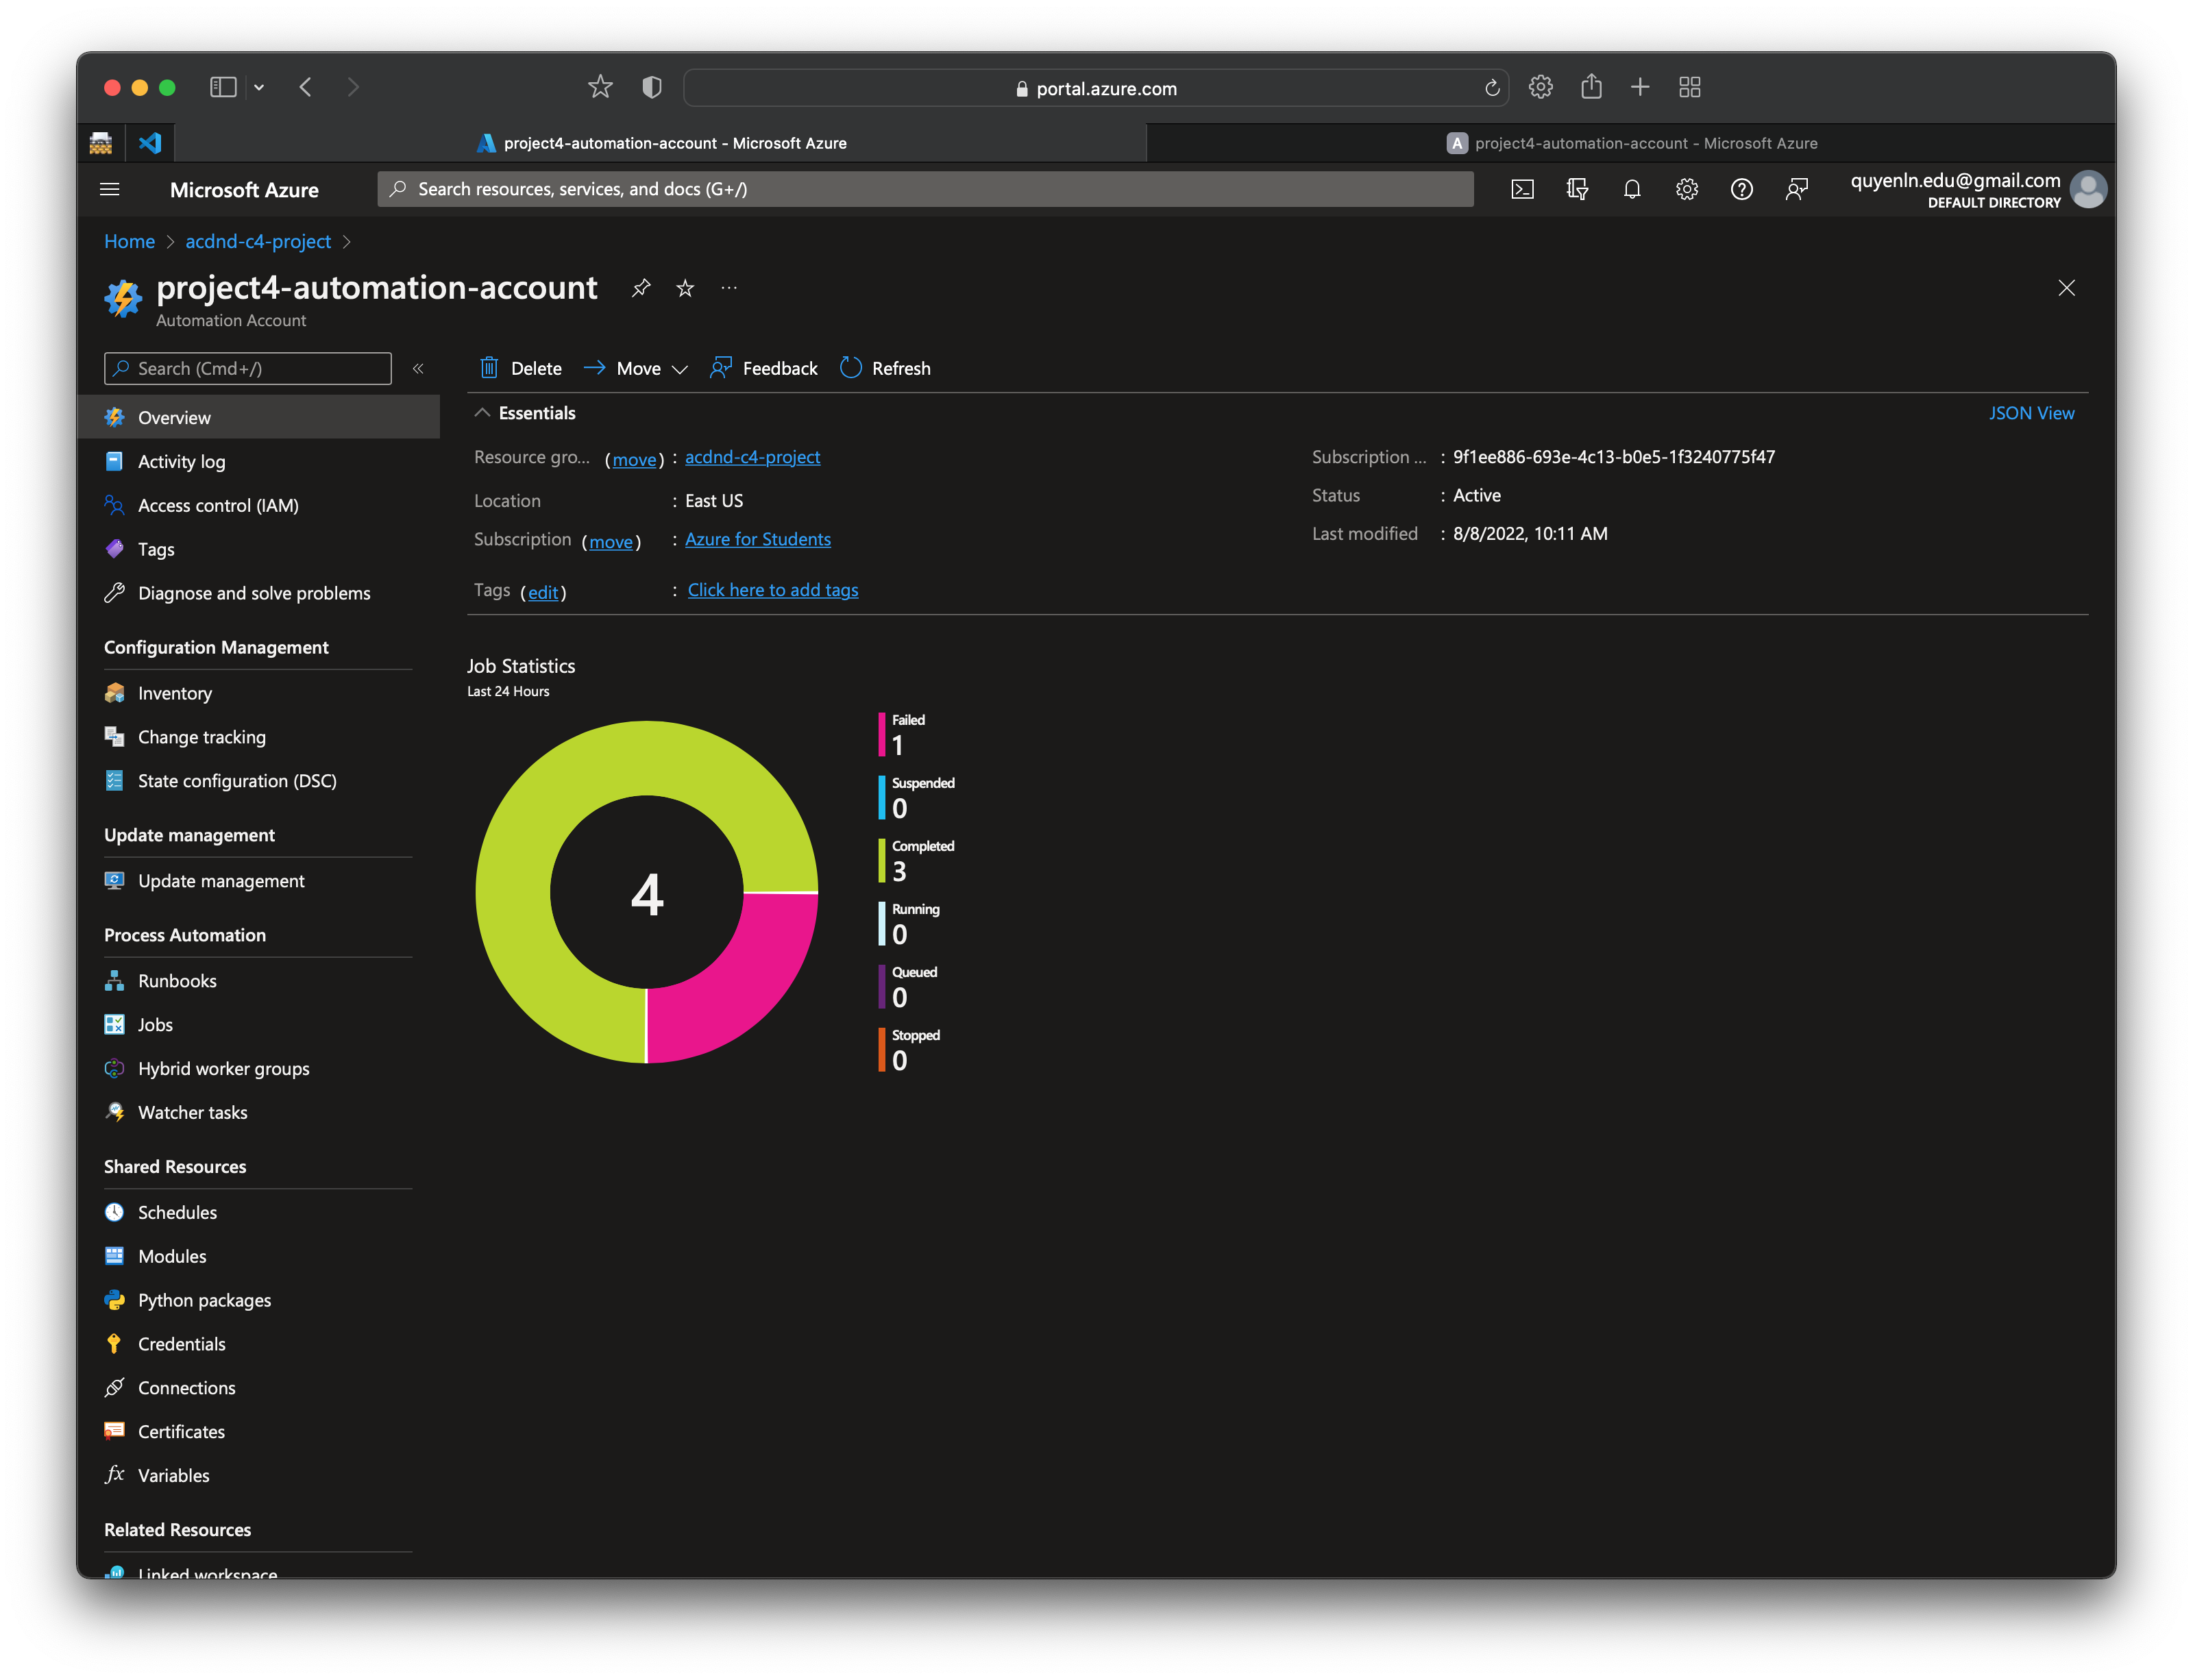 portal.azure.com
project4-automation-account - Microsoft Azure
A project4-automation-account - Microsoft Azure
Microsoft Azure
Search resources, services, and docs (G+/)
quyenln.edu@gmail.com
DEFAULT DIRECTORY
Home > acdnd-c4-project >
project4-automation-account
Automation Account
Search (Cmd+/)
«
Overview
Activity log
Access control (IAM)
Tags
Diagnose and solve problems
Configuration Management
Inventory
Change tracking
State configuration (DSC)
Update management
Update management
Process Automation
Runbooks
Jobs
Hybrid worker groups
Watcher tasks
Shared Resources
Schedules
Modules
Python packages
Credentials
Connections
Certificates
Variables
Related Resources
Linked workspace
Delete Move Feedback Refresh
Essentials
JSON View
Resource gro... (move) : acdnd-c4-project
Location : East US
Subscription (move) : Azure for Students
Tags (edit) : Click here to add tags
Subscription ... : 9f1ee886-693e-4c13-b0e5-1f3240775f47
Status : Active
Last modified : 8/8/2022, 10:11 AM
Job Statistics
Last 24 Hours
4
Failed
1
Suspended
0
Completed
3
Running
0
Queued
0
Stopped
0